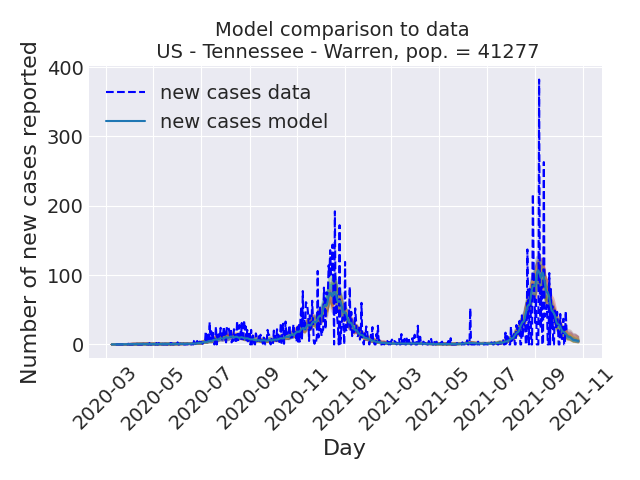 Model comparison to data
US - Tennessee - Warren, pop. = 41277
Number of new cases reported
400
300
200
100
0
new cases data
new cases model
2020-03
2020-05
2020-07
2020-09
2020-11
2021-01
2021-03
2021-05
2021-07
2021-09
2021-11
Day